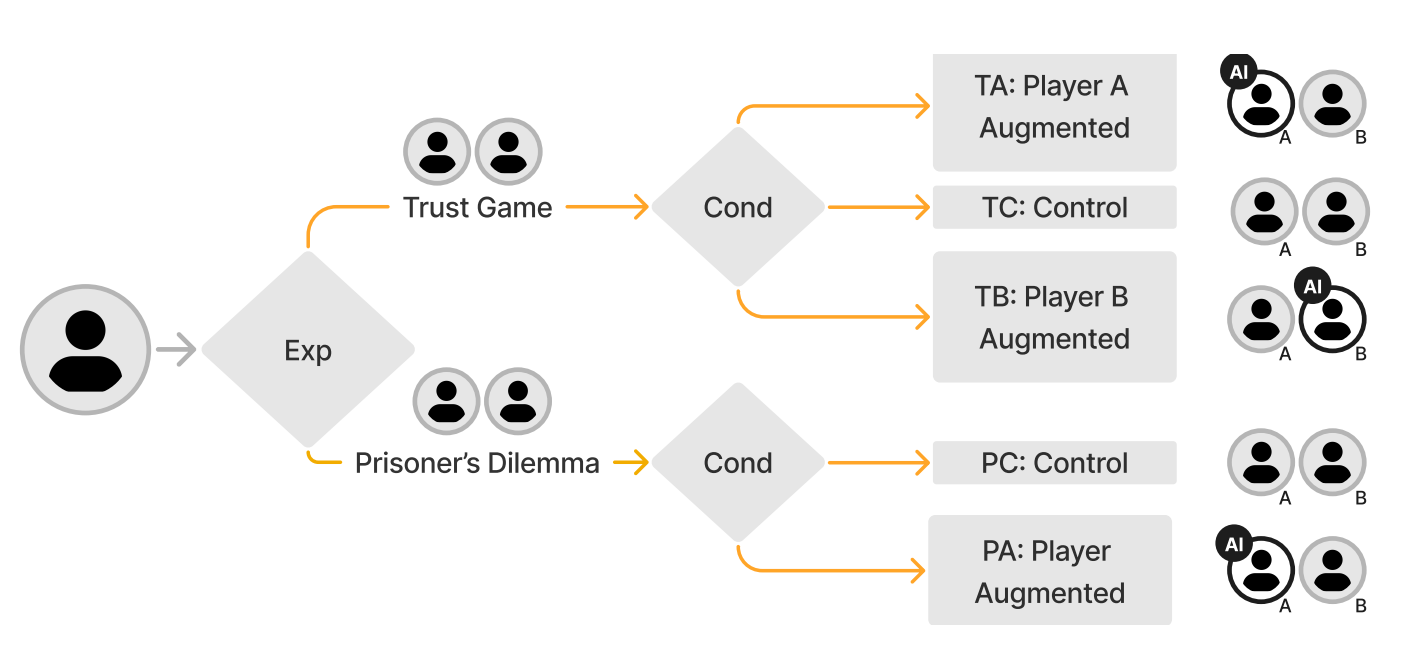 AI
TA: Player A
Augmented
A
B
Trust Game
Cond
TC: Control
A
B
AI
TB: Player B
Augmented
A
B
Exp
Prisoner’s Dilemma
Cond
PC: Control
A
B
AI
PA: Player
Augmented
A
B